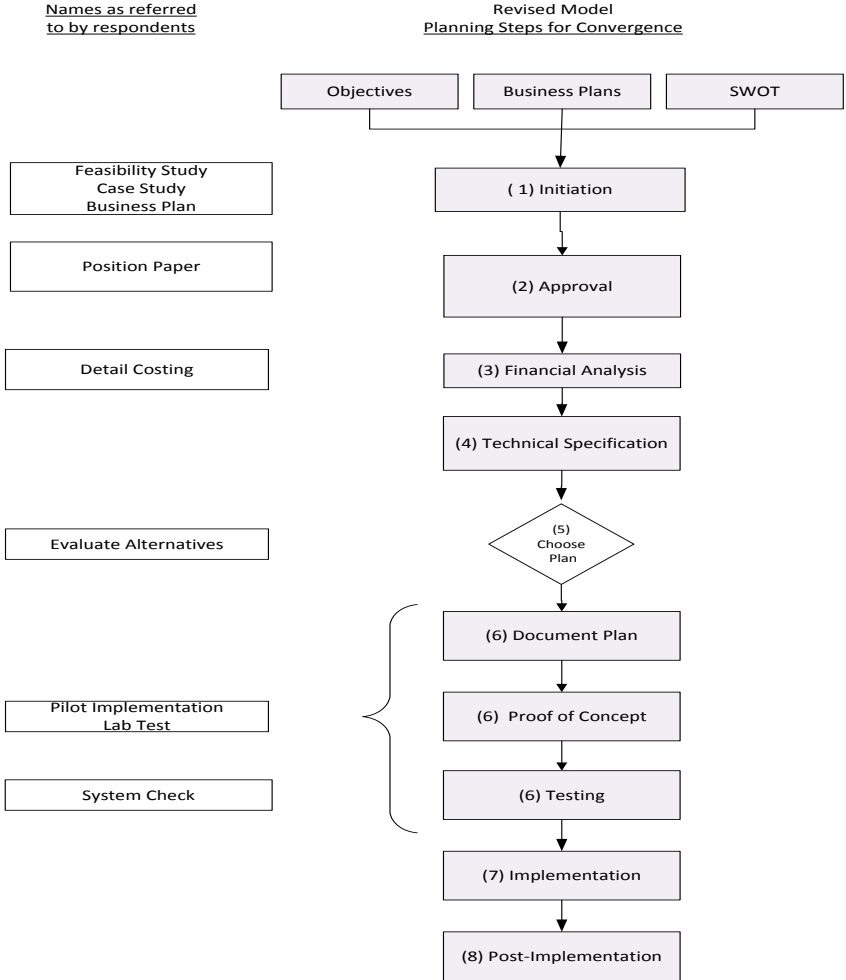 Names as referred
to by respondents
Revised Model
Planning Steps for Convergence
Objectives
Business Plans
SWOT
Feasibility Study
Case Study
Business Plan
( 1) Initiation
Position Paper
(2) Approval
Detail Costing
(3) Financial Analysis
(4) Technical Specification
Evaluate Alternatives
(5)
Choose
Plan
(6) Document Plan
Pilot Implementation
Lab Test
(6)  Proof of Concept
System Check
(6) Testing
(7) Implementation
(8) Post-Implementation